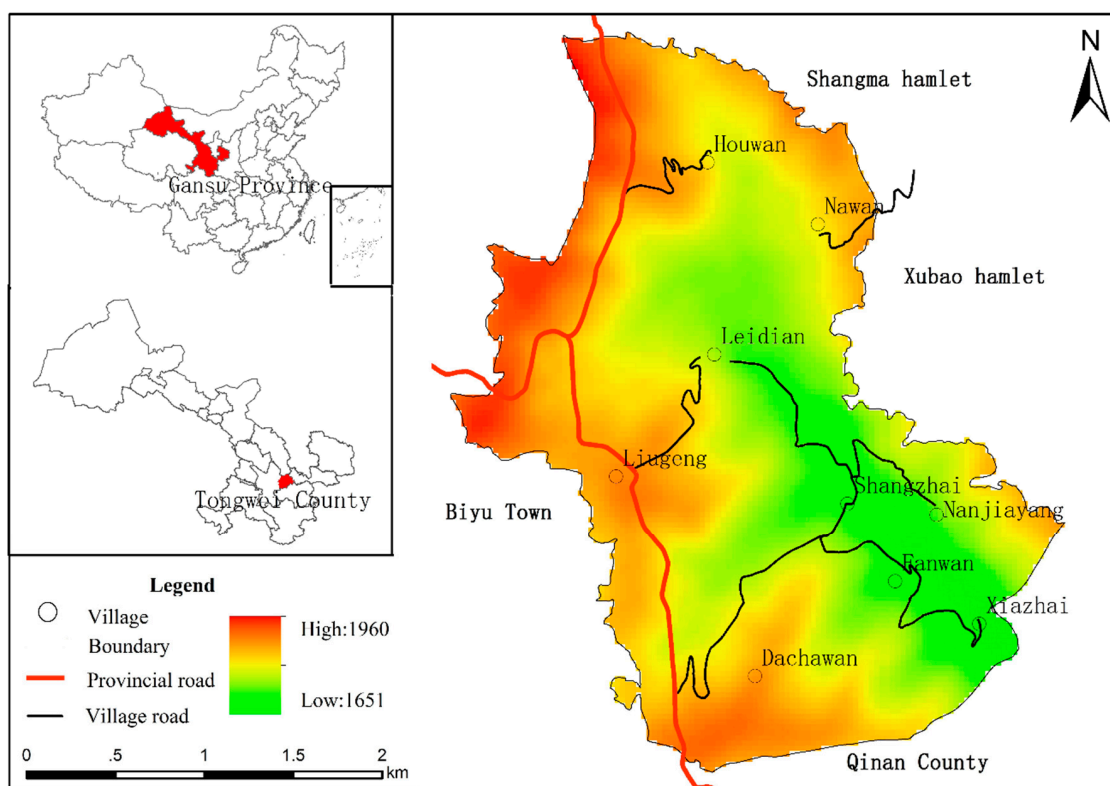 Gansu Province
Tongwei County
Legend
Village
Boundary
Provincial road
Village road
High:1960
Low:1651
0 .5 1 1.5 2
km
N
Shangma hamlet
Houwan
Nawan
Xubao hamlet
Leidian
Liugeng
Biyu Town
Shangzhai
Nanjiayang
Fanwan
Xiazhai
Dachawan
Qinan County